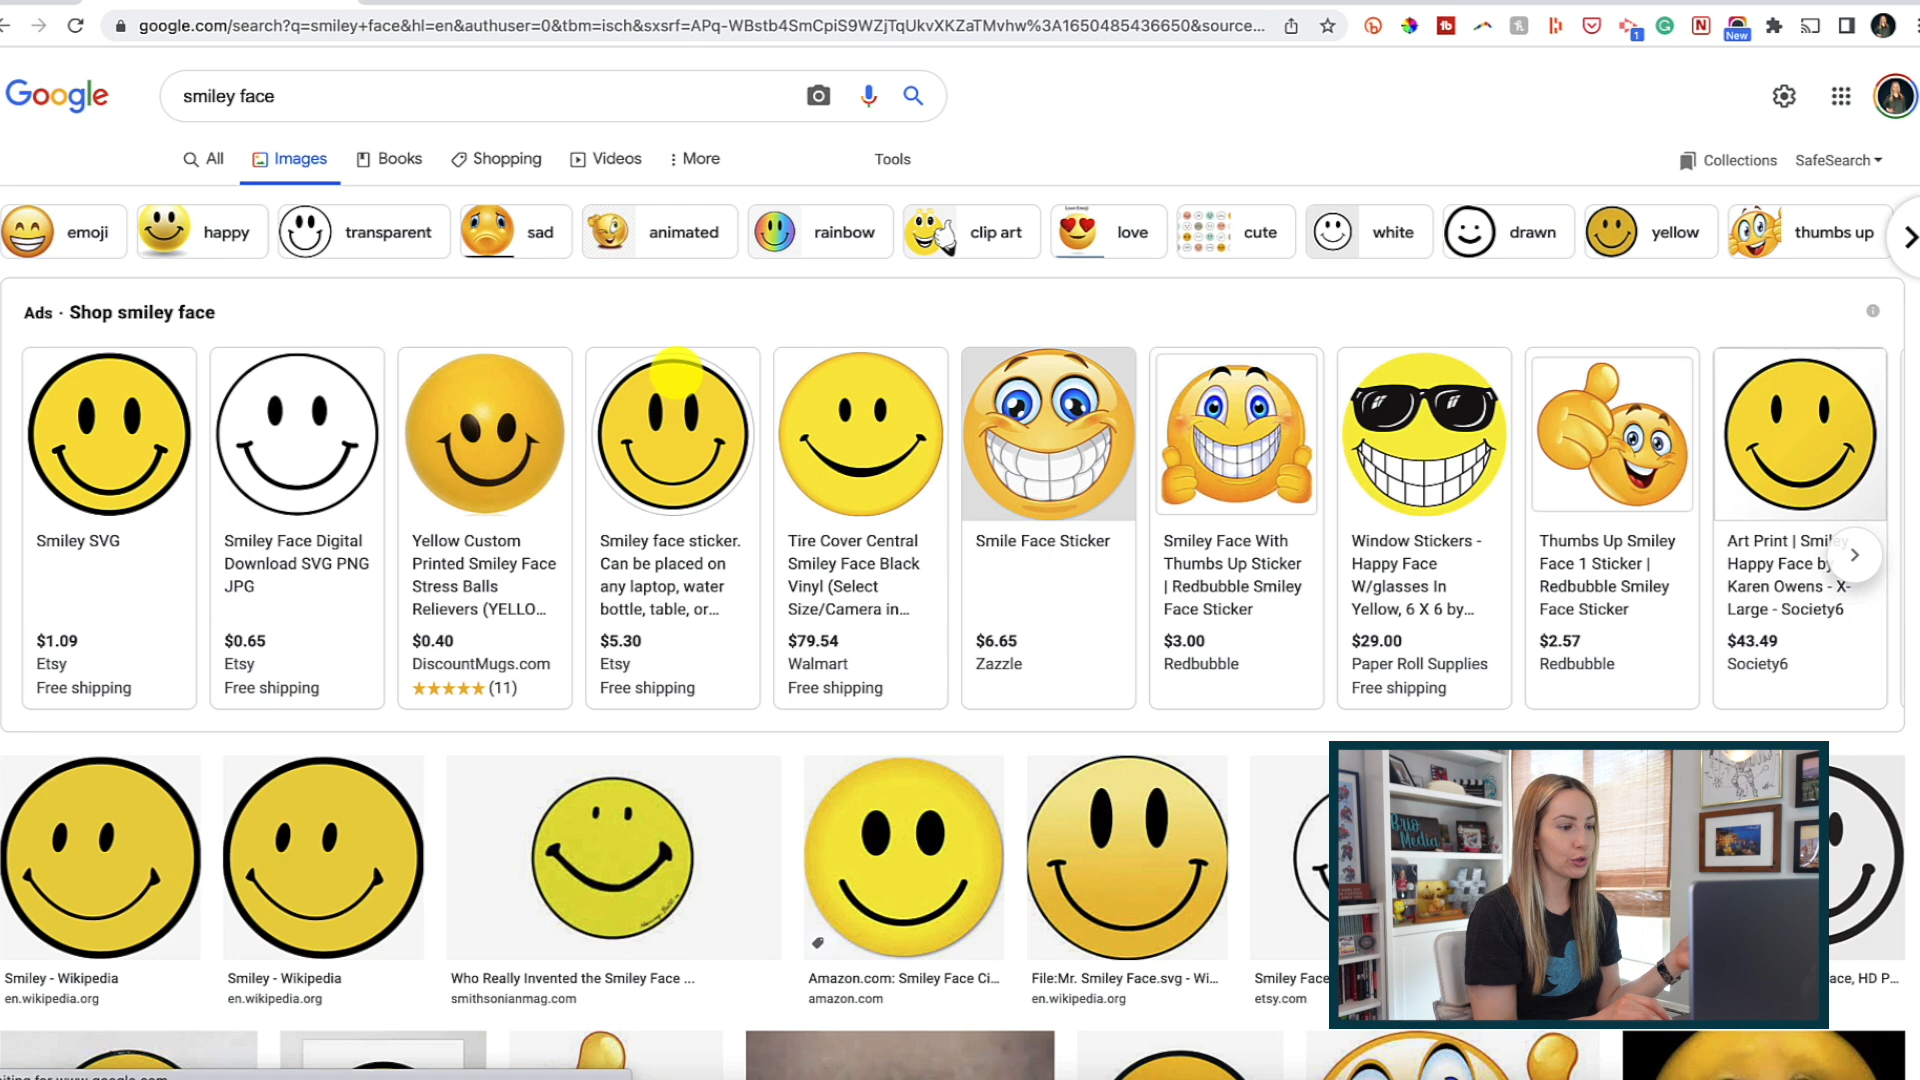 google.com/search?q=smiley+face&hl=en&authuser=0&tbm=isch&sxsrf=APq-WBstb4SmCpiS9WZjTqUkvXKZaTMvhw%3A1650485436650&source...
1
New
Google
smiley face
All
Images
Books
Shopping
Videos
More
Tools
Collections
SafeSearch
emoji
happy
transparent
sad
animated
rainbow
clip art
love
cute
white
drawn
yellow
thumbs up
Ads · Shop smiley face
Smiley SVG
$1.09
Etsy
Free shipping
Smiley Face Digital
Download SVG PNG
JPG
$0.65
Etsy
Free shipping
Yellow Custom
Printed Smiley Face
Stress Balls
Relievers (YELLO...
$0.40
DiscountMugs.com
(11)
Smiley face sticker.
Can be placed on
any laptop, water
bottle, table, or...
$5.30
Etsy
Free shipping
Tire Cover Central
Smiley Face Black
Vinyl (Select
Size/Camera in...
$79.54
Walmart
Free shipping
Smile Face Sticker
$6.65
Zazzle
Smiley Face With
Thumbs Up Sticker
| Redbubble Smiley
Face Sticker
$3.00
Redbubble
Window Stickers -
Happy Face
W/glasses In
Yellow, 6 X 6 by...
$29.00
Paper Roll Supplies
Free shipping
Thumbs Up Smiley
Face 1 Sticker |
Redbubble Smiley
Face Sticker
$2.57
Redbubble
Art Print | Smiley
Happy Face by
Karen Owens - X-
Large - Society6
$43.49
Society6
Smiley - Wikipedia
en.wikipedia.org
Smiley - Wikipedia
en.wikipedia.org
Who Really Invented the Smiley Face ...
smithsonianmag.com
Amazon.com: Smiley Face Ci...
amazon.com
File:Mr. Smiley Face.svg - Wi...
en.wikipedia.org
Smiley Face
etsy.com
ace, HD P...
Brio
Media
iting for www.google.com